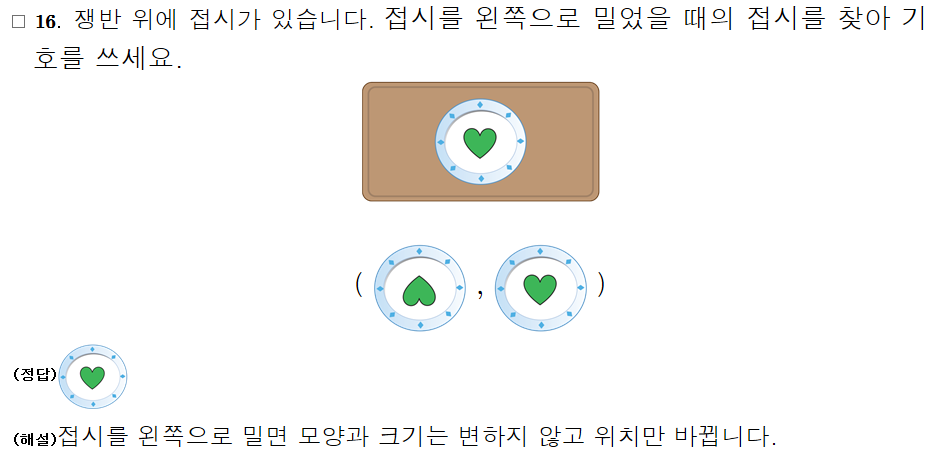 □ 16. 쟁반 위에 접시가 있습니다. 접시를 왼쪽으로 밀었을 때의 접시를 찾아 기
호를 쓰세요.
( , )
(정답)
(해설)접시를 왼쪽으로 밀면 모양과 크기는 변하지 않고 위치만 바뀝니다.